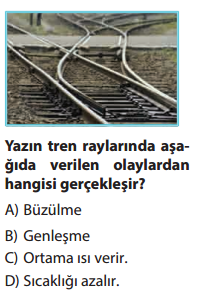 Yazın tren raylarında aşa-
ğıda verilen olaylardan
hangisi gerçekleşir?
A) Büzülme
B) Genleşme
C) Ortama ısı verir.
D) Sıcaklığı azalır.